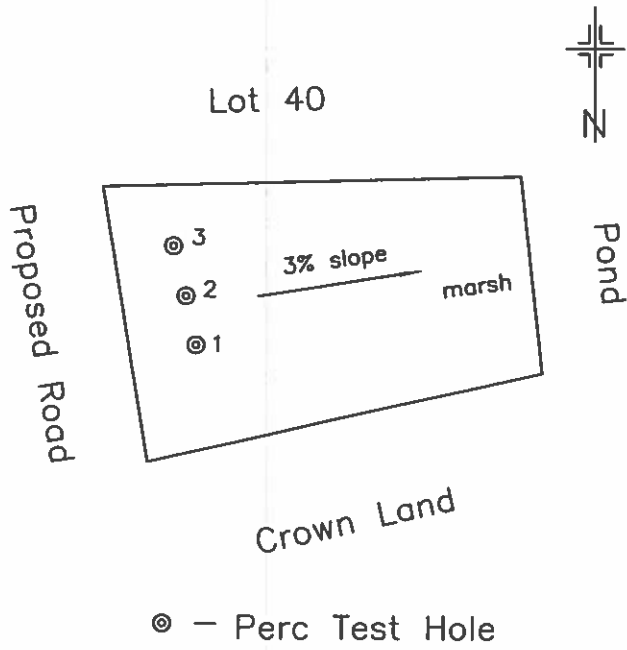 Lot 40
N
Proposed Road
3
2
1
3% slope
marsh
Pond
Crown Land
– Perc Test Hole